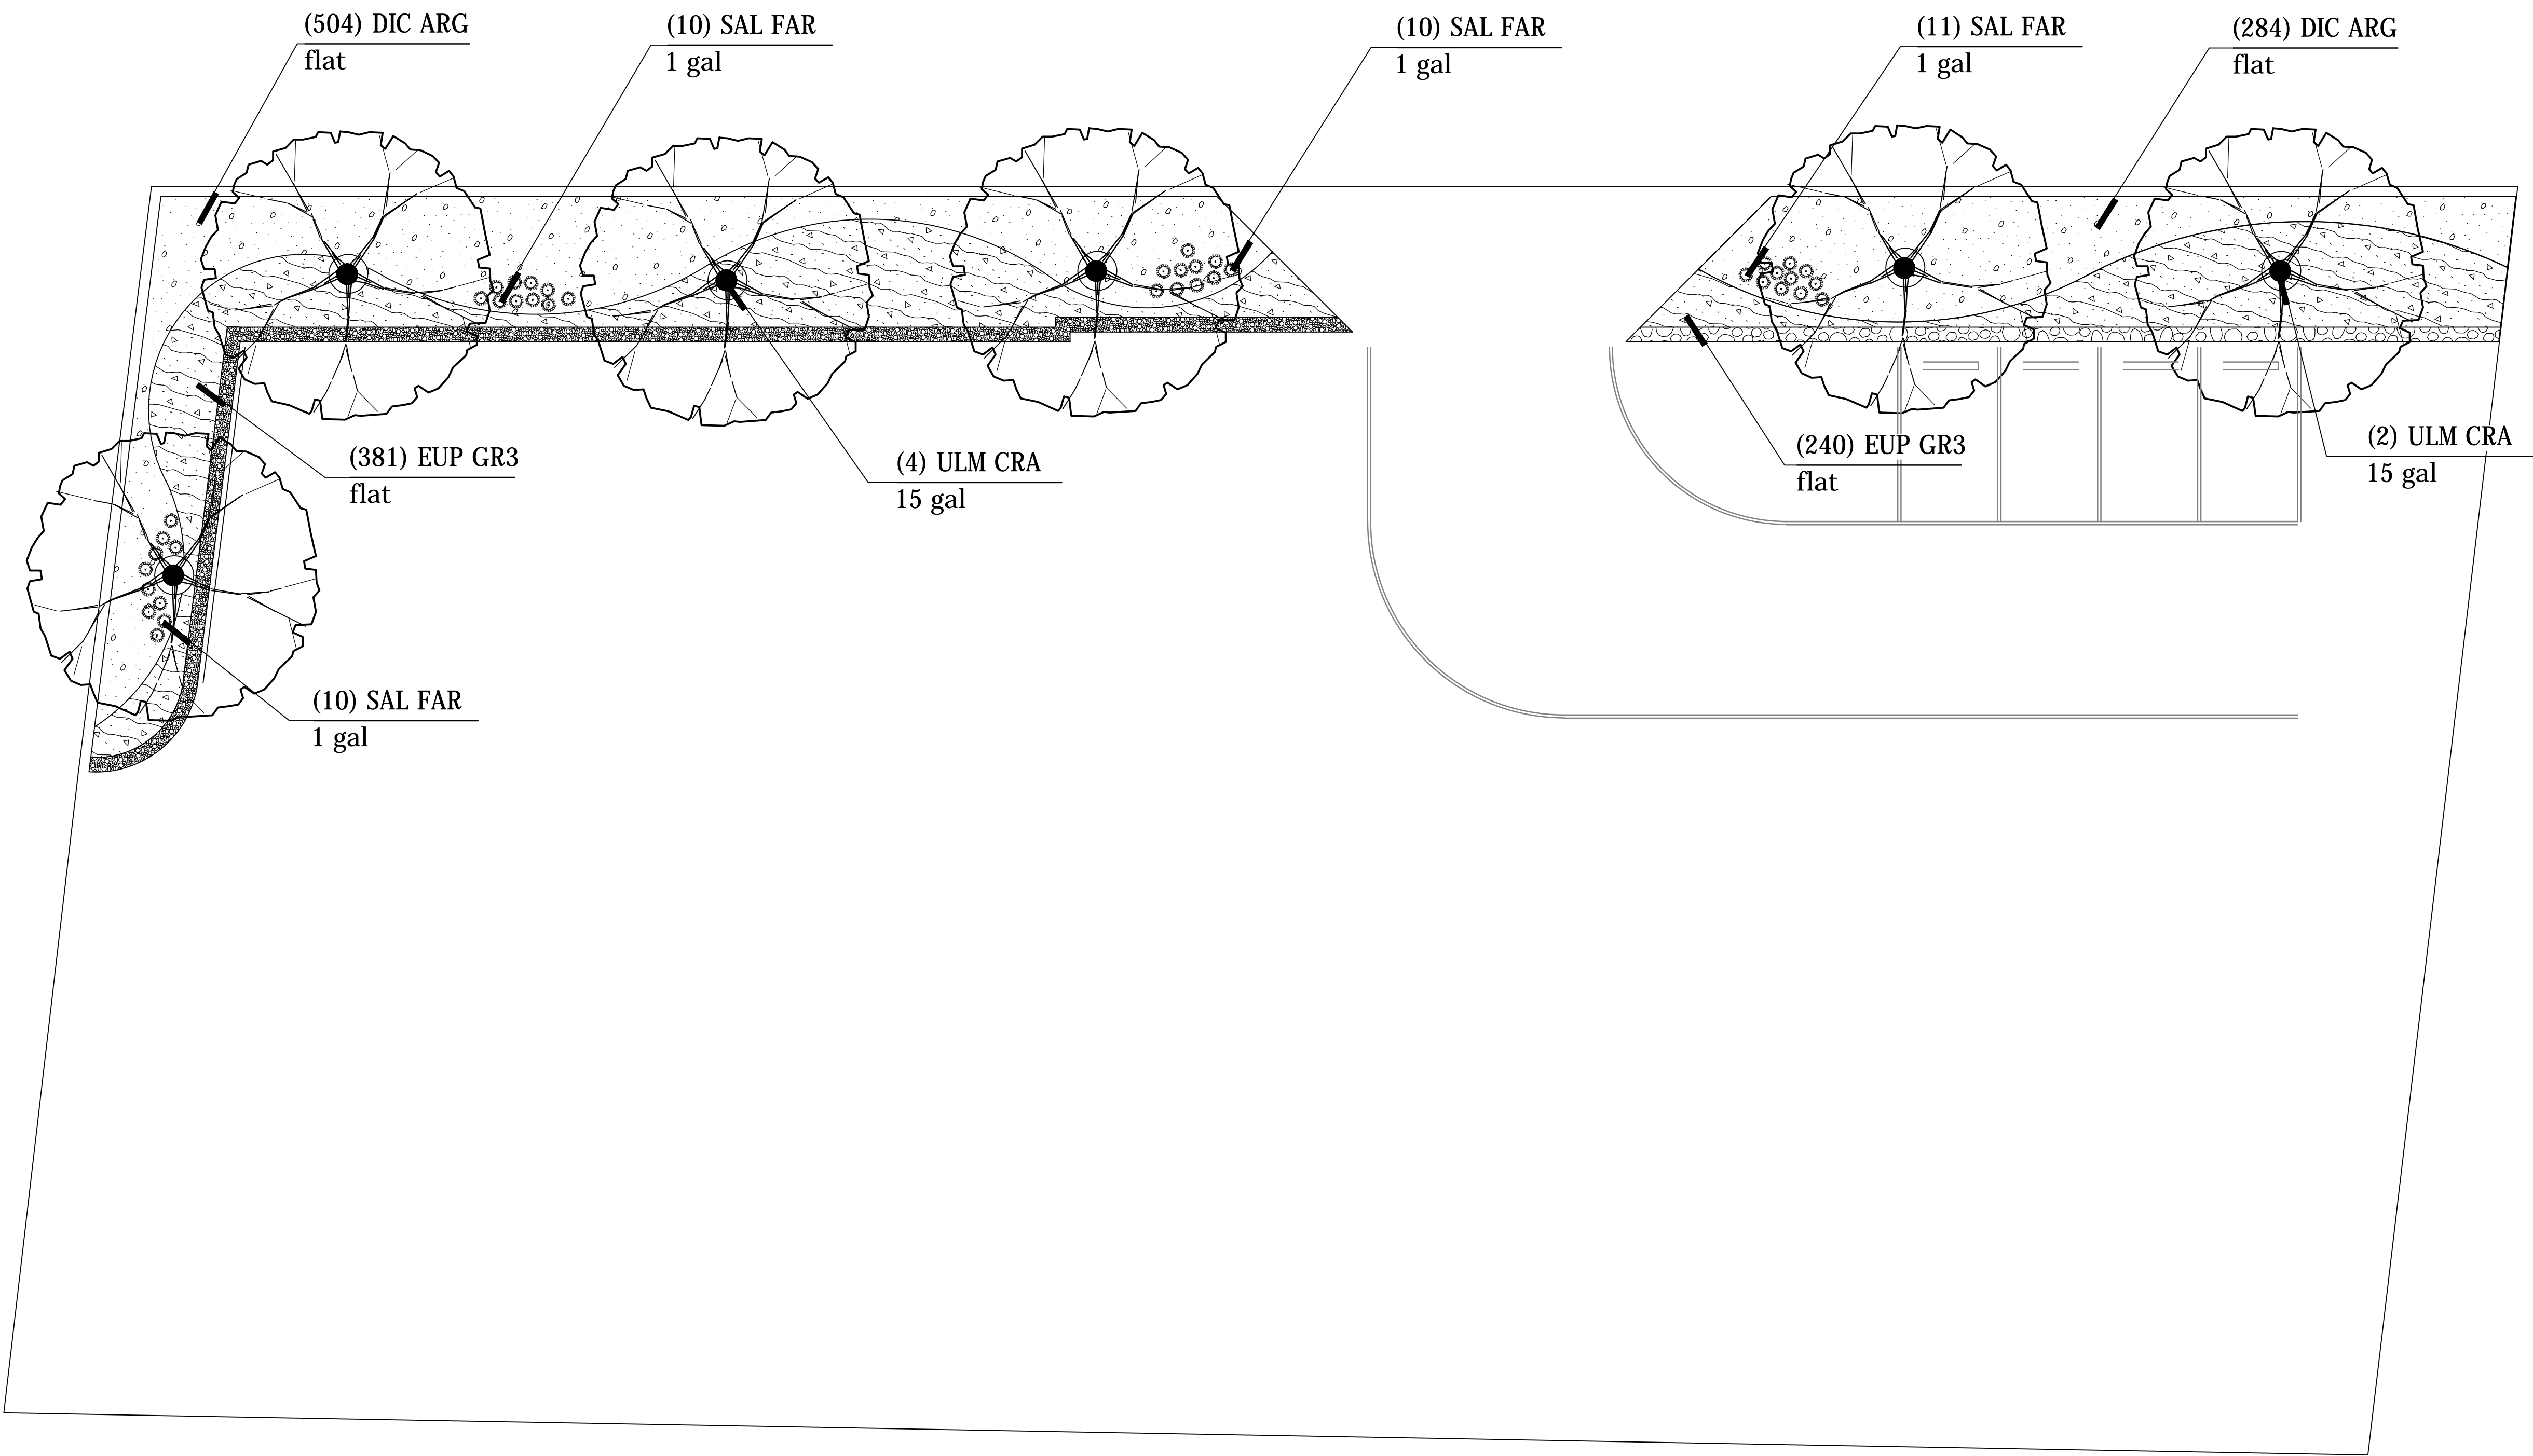 (504) DIC ARG
flat
(10) SAL FAR
1 gal
(10) SAL FAR
1 gal
(11) SAL FAR
1 gal
(284) DIC ARG
flat
(381) EUP GR3
flat
(4) ULM CRA
15 gal
(240) EUP GR3
flat
(2) ULM CRA
15 gal
(10) SAL FAR
1 gal